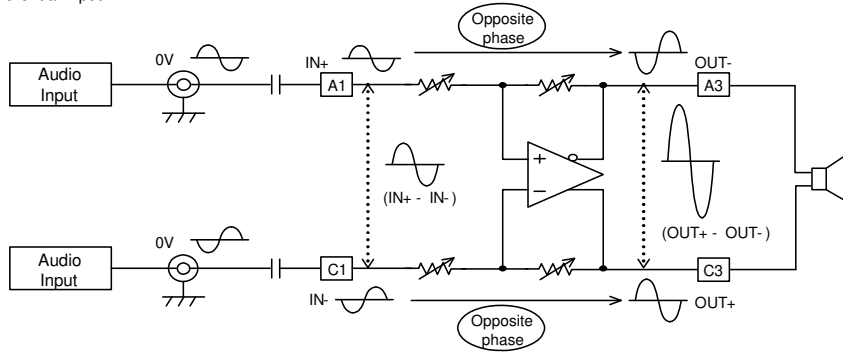 Opposite
phase
0V
IN+
OUT-
Audio
Input
A1
A3
+
−
(IN+ - IN-)
(OUT+ - OUT-)
0V
Audio
Input
C1
C3
IN-
OUT+
Opposite
phase